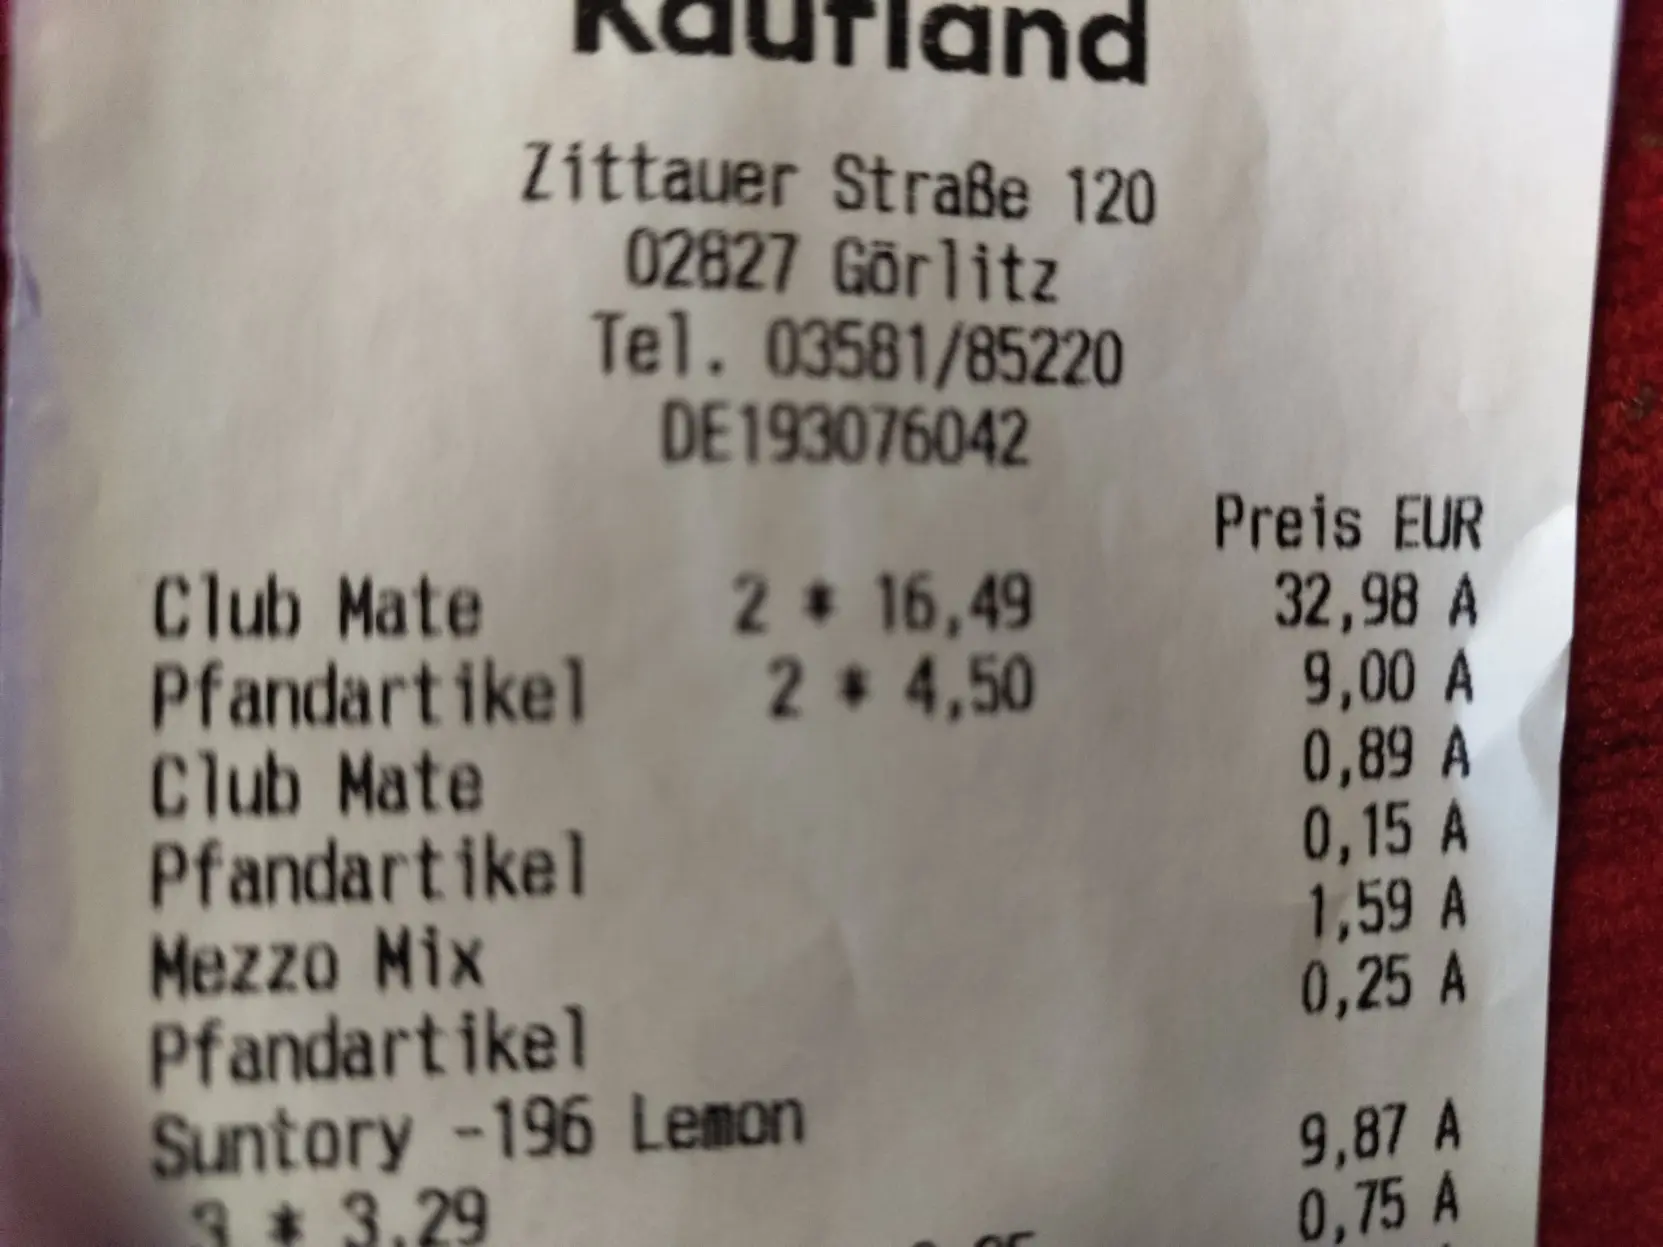 Kaufland
Zittauer Straße 120
02827 Görlitz
Tel. 03581/85220
DE193076042
Preis EUR
Club Mate 2 * 16,49 32,98 A
Pfandartikel 2 * 4,50 9,00 A
Club Mate 0,89 A
Pfandartikel 0,15 A
Mezzo Mix 1,59 A
Pfandartikel 0,25 A
Suntory -196 Lemon
3 * 3,29 9,87 A
0,75 A